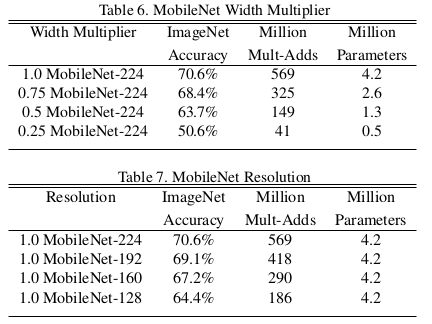 Table 6. MobileNet Width Multiplier
Width Multiplier ImageNet Million Million
Accuracy Mult-Adds Parameters
1.0 MobileNet-224 70.6% 569 4.2
0.75 MobileNet-224 68.4% 325 2.6
0.5 MobileNet-224 63.7% 149 1.3
0.25 MobileNet-224 50.6% 41 0.5
Table 7. MobileNet Resolution
Resolution ImageNet Million Million
Accuracy Mult-Adds Parameters
1.0 MobileNet-224 70.6% 569 4.2
1.0 MobileNet-192 69.1% 418 4.2
1.0 MobileNet-160 67.2% 290 4.2
1.0 MobileNet-128 64.4% 186 4.2